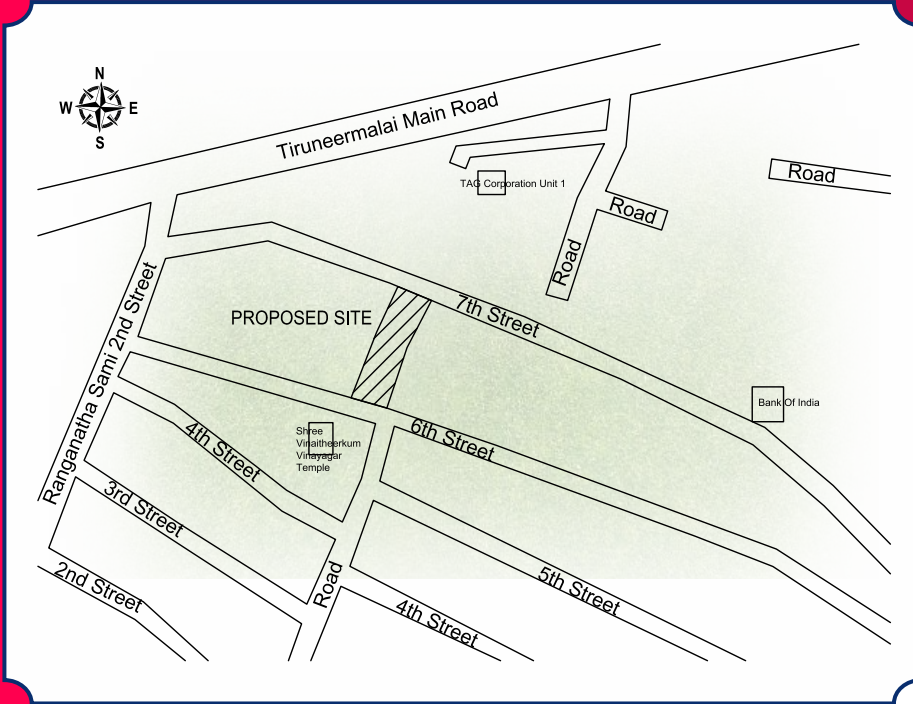 N
W E
S
Tiruneermalai Main Road
TAG Corporation Unit 1
Road
Road
Road
Ranganatha Sami 2nd Street
PROPOSED SITE
7th Street
Bank Of India
Shree
Vinaitheerkum
Vinayagar
Temple
6th Street
4th Street
3rd Street
2nd Street
Road
5th Street
4th Street